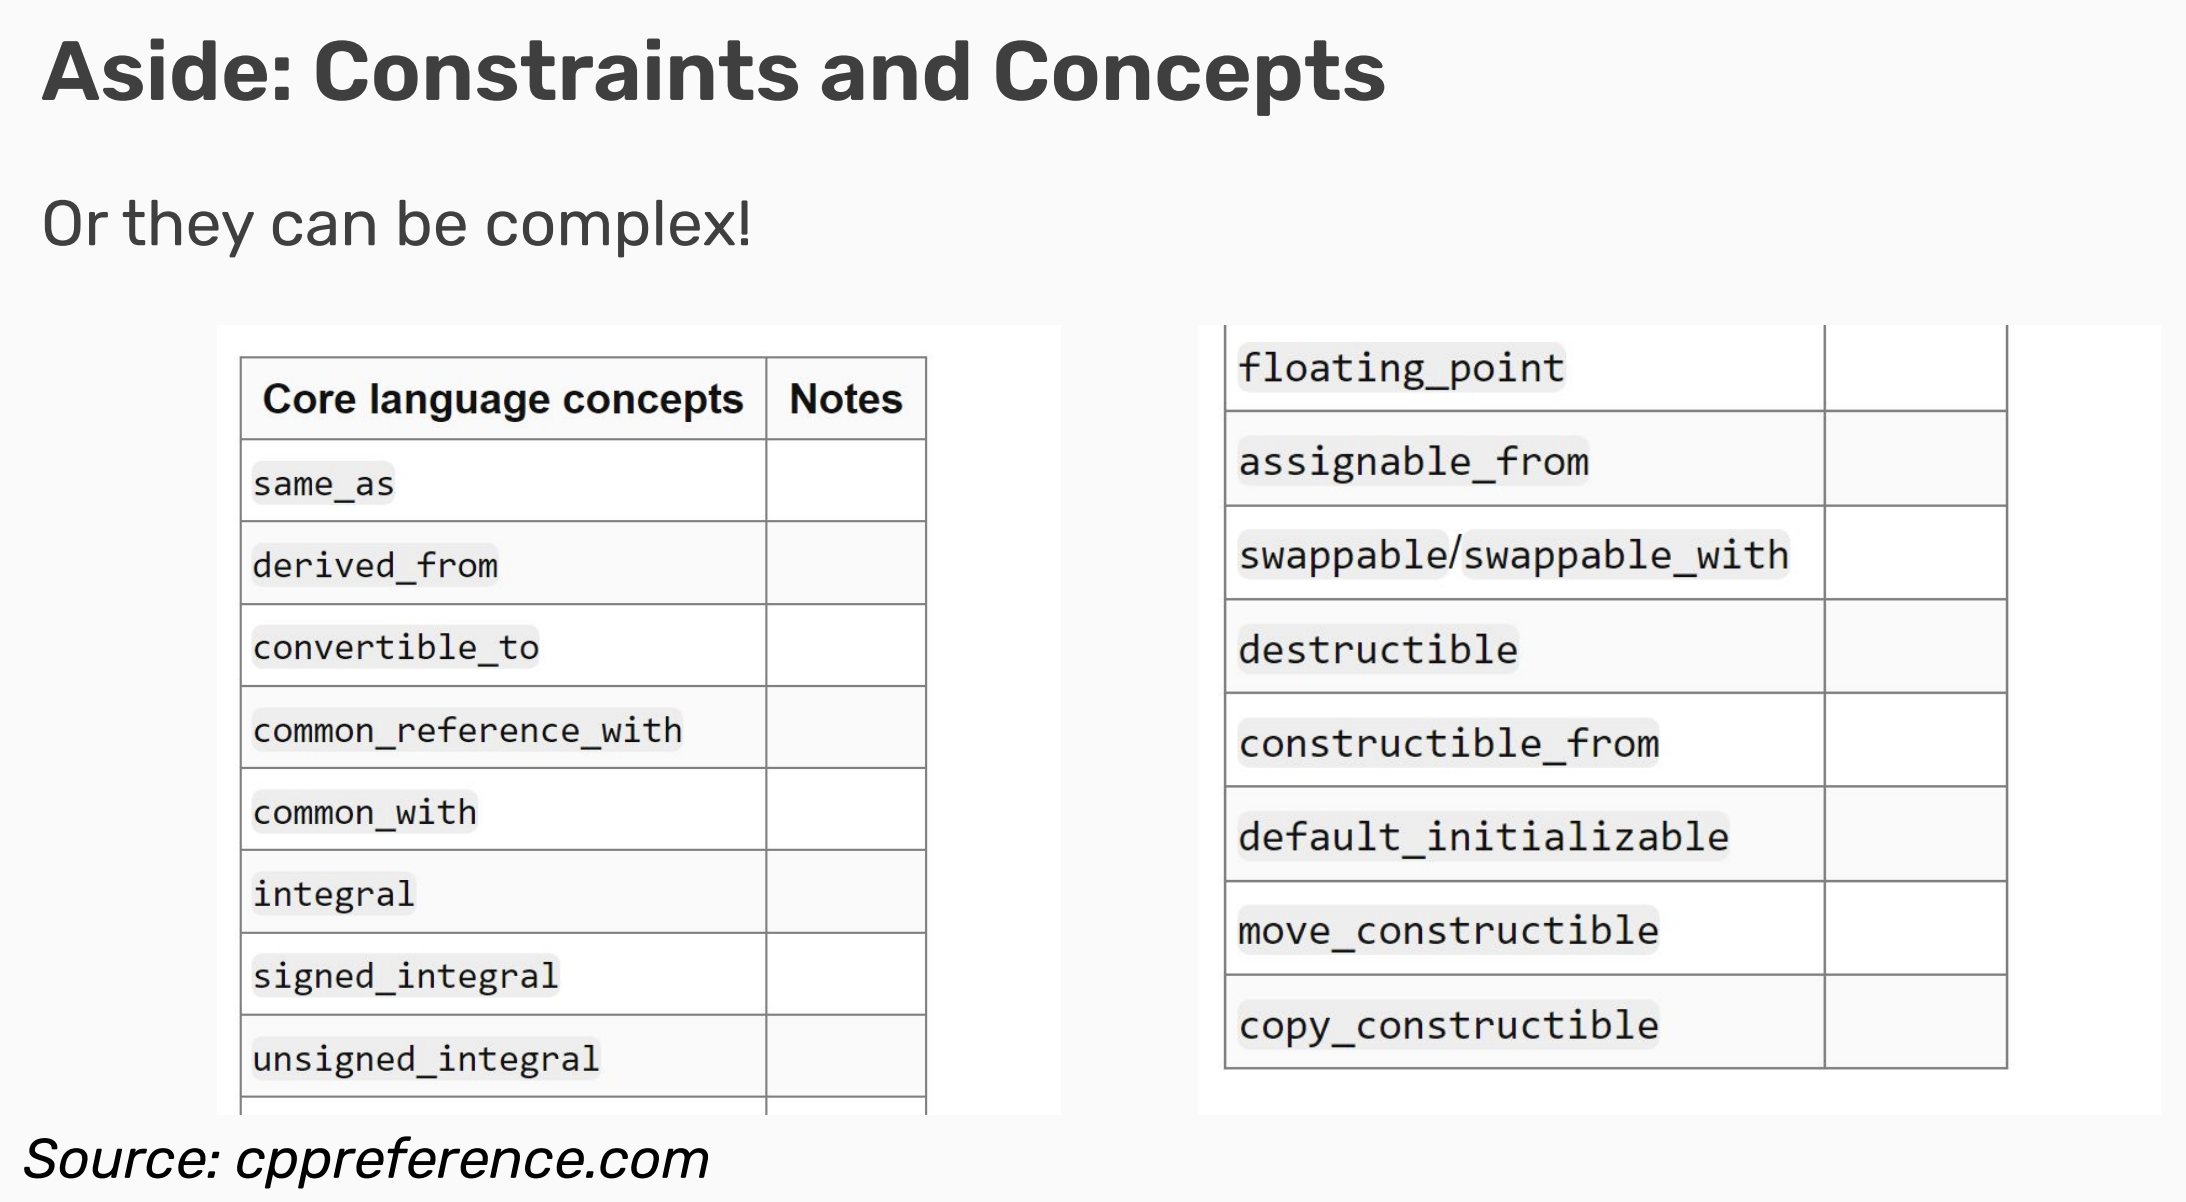 Aside: Constraints and Concepts
Or they can be complex!
Core language concepts Notes
same_as
derived_from
convertible_to
common_reference_with
common_with
integral
signed_integral
unsigned_integral
floating_point
assignable_from
swappable/swappable_with
destructible
constructible_from
default_initializable
move_constructible
copy_constructible
Source: cppreference.com